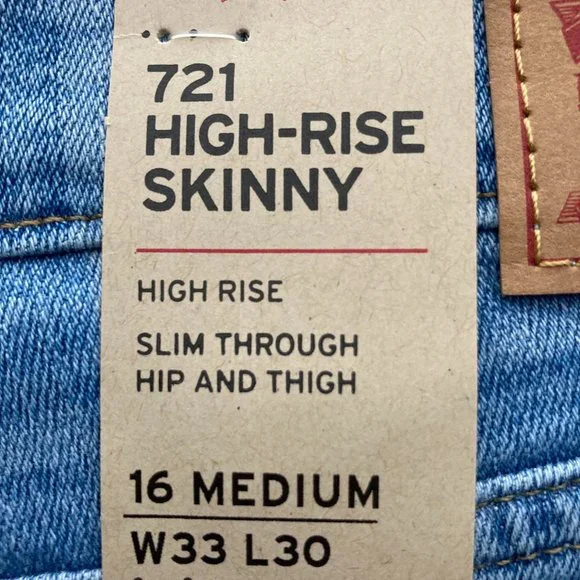 721
HIGH-RISE
SKINNY
HIGH RISE
SLIM THROUGH
HIP AND THIGH
16 MEDIUM
W33 L30